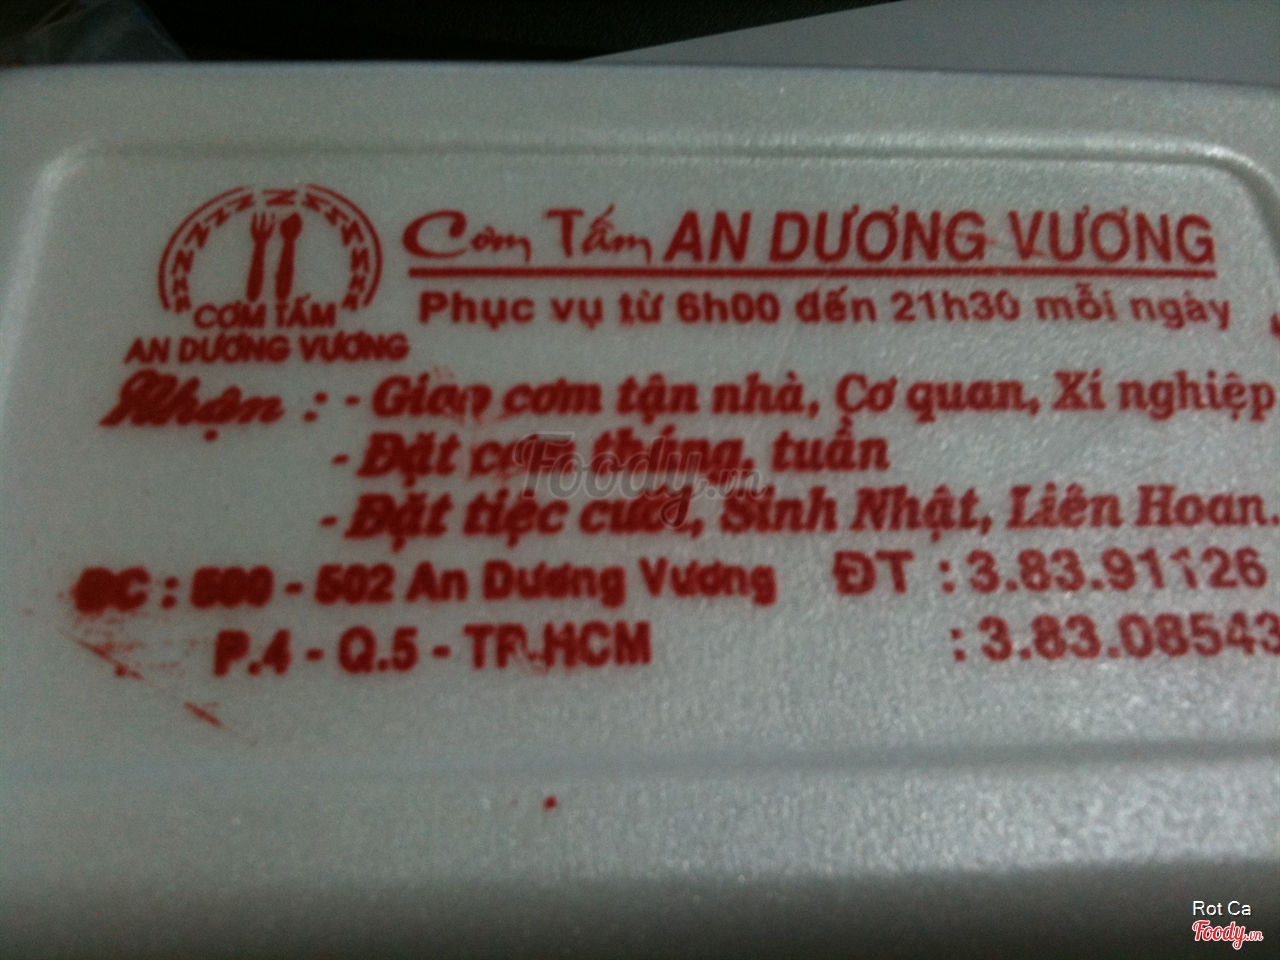 Cơm Tấm AN DƯƠNG VƯƠNG
Phục vụ từ 6h00 đến 21h30 mỗi ngày
CƠM TẤM
AN DƯƠNG VƯƠNG
Nhận : - Giao cơm tận nhà, Cơ quan, Xí nghiệp
- Đặt cơm tháng, tuần
- Đặt tiệc cưới, Sinh Nhật, Liên Hoan.
ĐC : 500 - 502 An Dương Vương ĐT : 3.83.91126
P.4 - Q.5 - TP.HCM : 3.83.08543
Foody.vn
Rot Ca
Foody.vn